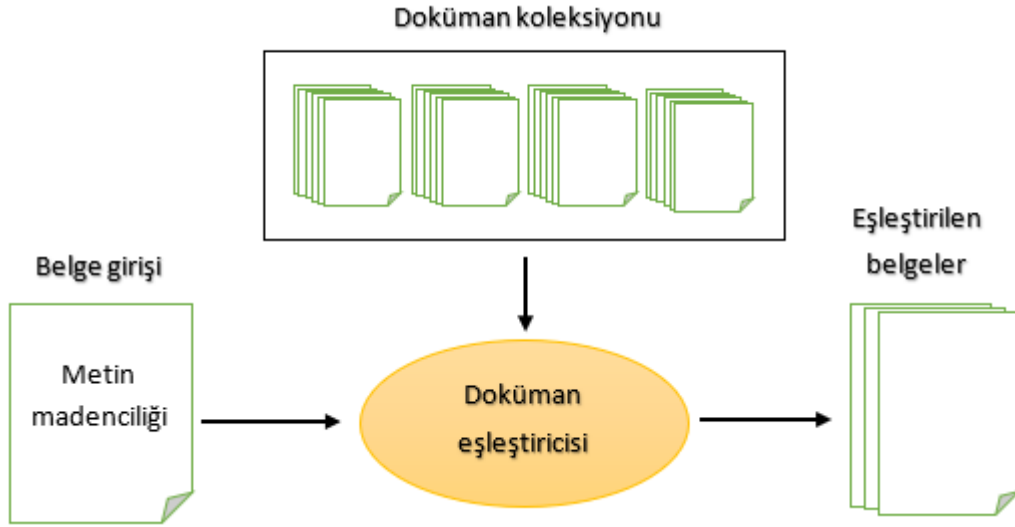 Doküman koleksiyonu
Belge girişi
Metin
madenciliği
Doküman
eşleştiricisi
Eşleştirilen
belgeler